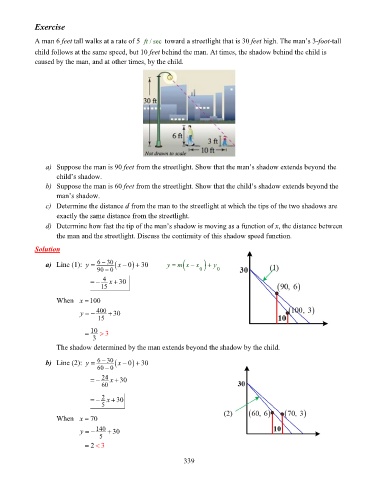 Exercise
A man 6 feet tall walks at a rate of 5 ft / sec toward a streetlight that is 30 feet high. The man's 3-foot-tall
child follows at the same speed, but 10 feet behind the man. At times, the shadow behind the child is
caused by the man, and at other times, by the child.
30 ft
6 ft
3 ft
10 ft
Not drawn to scale
a) Suppose the man is 90 feet from the streetlight. Show that the man's shadow extends beyond the
child's shadow.
b) Suppose the man is 60 feet from the streetlight. Show that the child's shadow extends beyond the
man's shadow.
c) Determine the distance d from the man to the streetlight at which the tips of the two shadows are
exactly the same distance from the streetlight.
d) Determine how fast the tip of the man's shadow is moving as a function of x, the distance between
the man and the streetlight. Discuss the continuity of this shadow speed function.
Solution
a) Line (1): y = (6 − 30)/(90 − 0) (x − 0) + 30 y = m(x − x₀) + y₀
= − 4/15 x + 30
When x = 100
y = − 400/15 + 30
= 10/3 > 3
30
(1)
(90, 6)
(100, 3)
10
The shadow determined by the man extends beyond the shadow by the child.
b) Line (2): y = (6 − 30)/(60 − 0) (x − 0) + 30
= − 24/60 x + 30
= − 2/5 x + 30
When x = 70
y = − 140/5 + 30
= 2 < 3
30
(2) (60, 6) (70, 3)
10
339